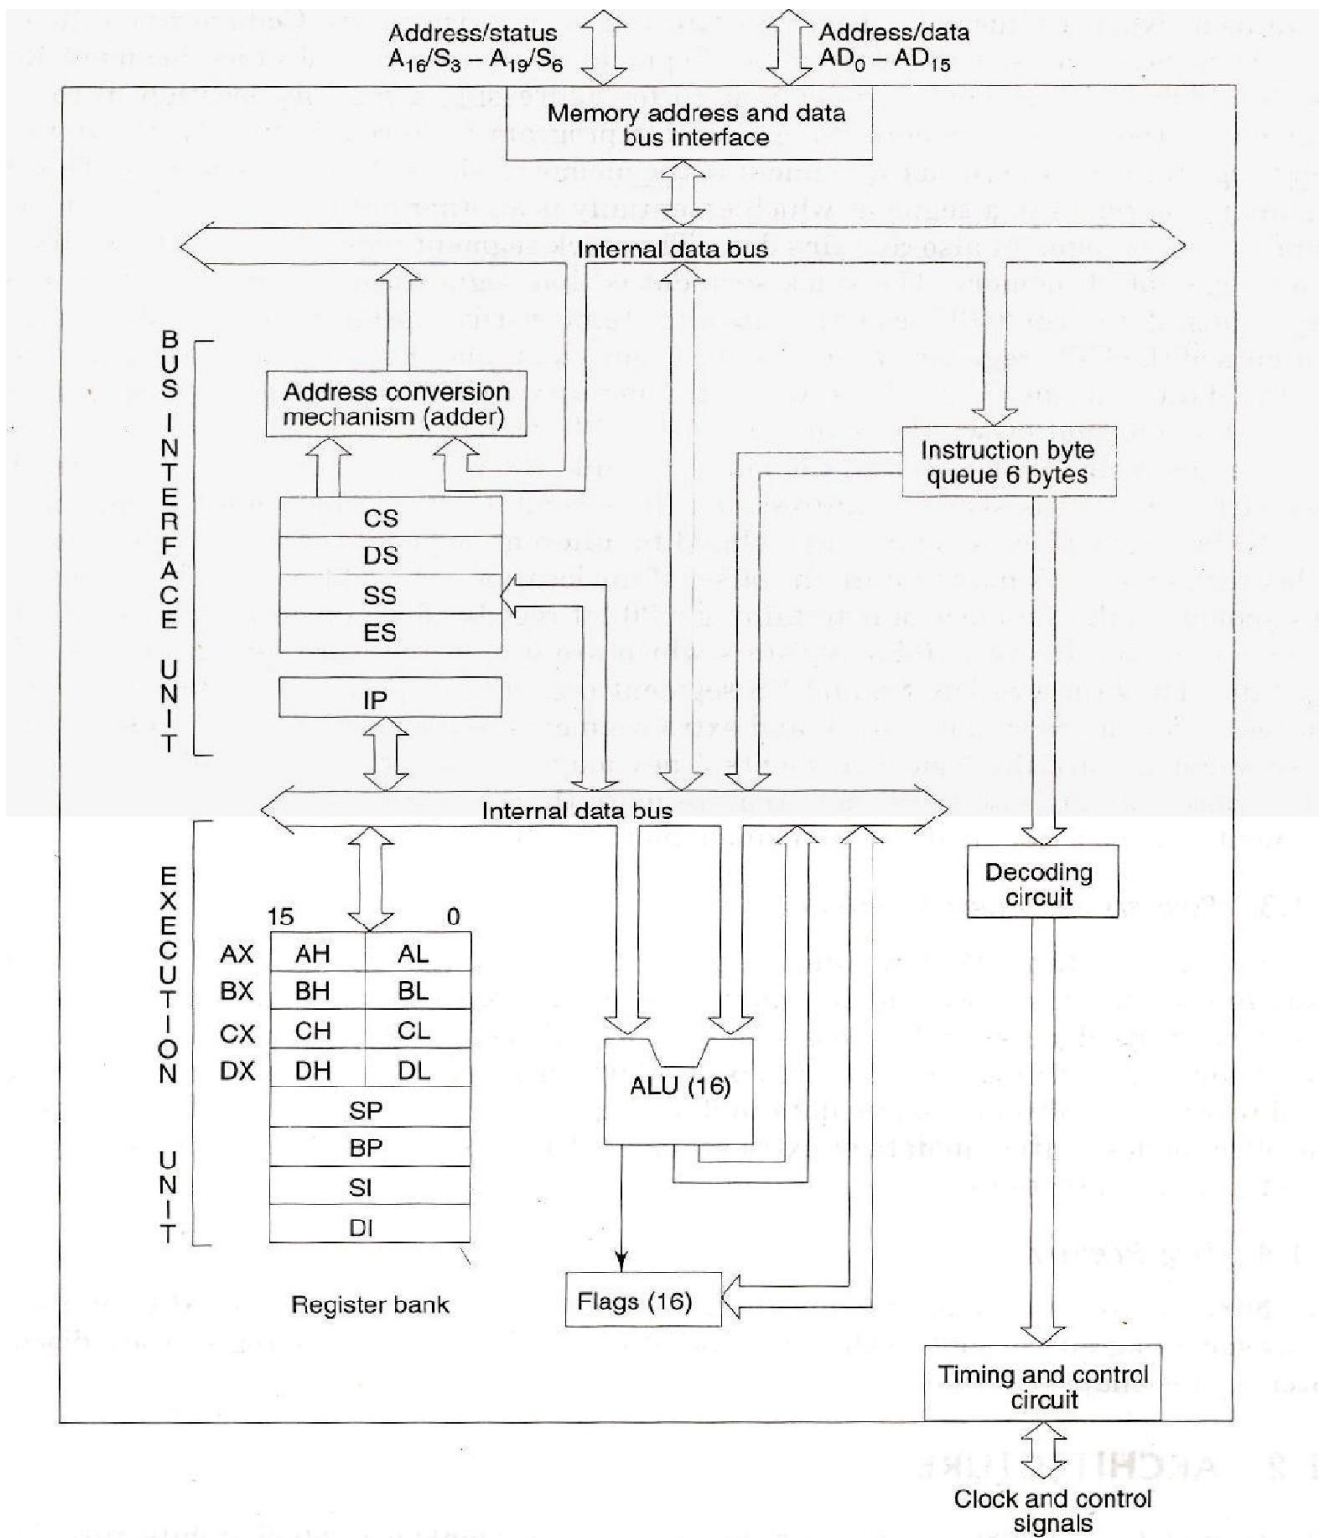 Address/status
A16/S3 – A19/S6
Address/data
AD0 – AD15
Memory address and data
bus interface
Internal data bus
BUS INTERFACE UNIT
Address conversion
mechanism (adder)
Instruction byte
queue 6 bytes
CS
DS
SS
ES
IP
Internal data bus
EXECUTION UNIT
Decoding
circuit
15 0
AX AH AL
BX BH BL
CX CH CL
DX DH DL
SP
BP
SI
DI
ALU (16)
Register bank
Flags (16)
Timing and control
circuit
Clock and control
signals